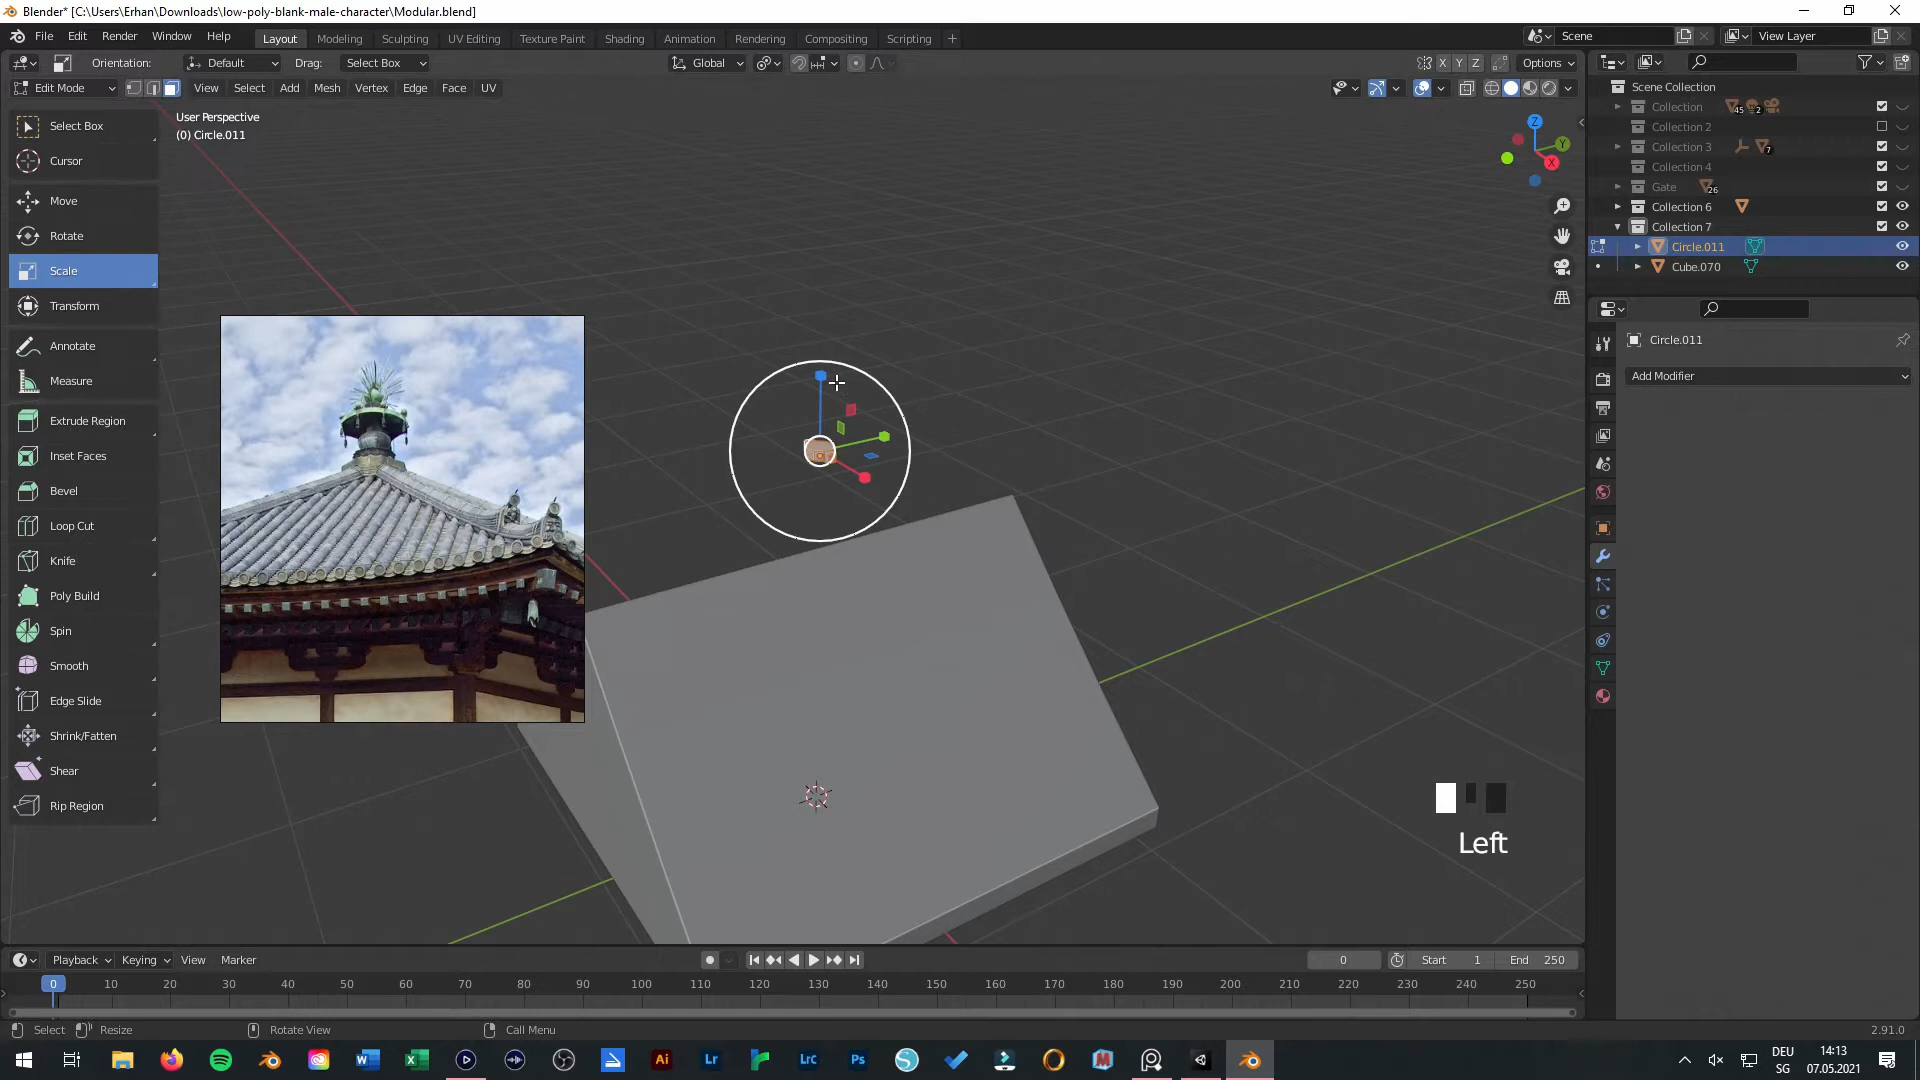 Blender* [C:\Users\Erhan\Downloads\low-poly-blank-male-character\Modular.blend]
File Edit Render Window Help Layout Modeling Sculpting UV Editing Texture Paint Shading Animation Rendering Compositing Scripting + Scene View Layer
Orientation: Default Drag: Select Box Global X Y Z Options
Edit Mode View Select Add Mesh Vertex Edge Face UV
User Perspective
(0) Circle.011
Select Box
Cursor
Move
Rotate
Scale
Transform
Annotate
Measure
Extrude Region
Inset Faces
Bevel
Loop Cut
Knife
Poly Build
Spin
Smooth
Edge Slide
Shrink/Fatten
Shear
Rip Region
Z
Y
X
Left
Scene Collection
Collection 45 2
Collection 2
Collection 3 7
Collection 4
Gate 26
Collection 6
Collection 7
Circle.011
Cube.070
Circle.011
Add Modifier
Playback Keying View Marker 0 Start 1 End 250
0 10 20 30 40 50 60 70 80 90 100 110 120 130 140 150 160 170 180 190 200 210 220 230 240 250
Select Resize Rotate View Call Menu 2.91.0
W X Ai Lr Lrc Ps S M
DEU
SG
14:13
07.05.2021